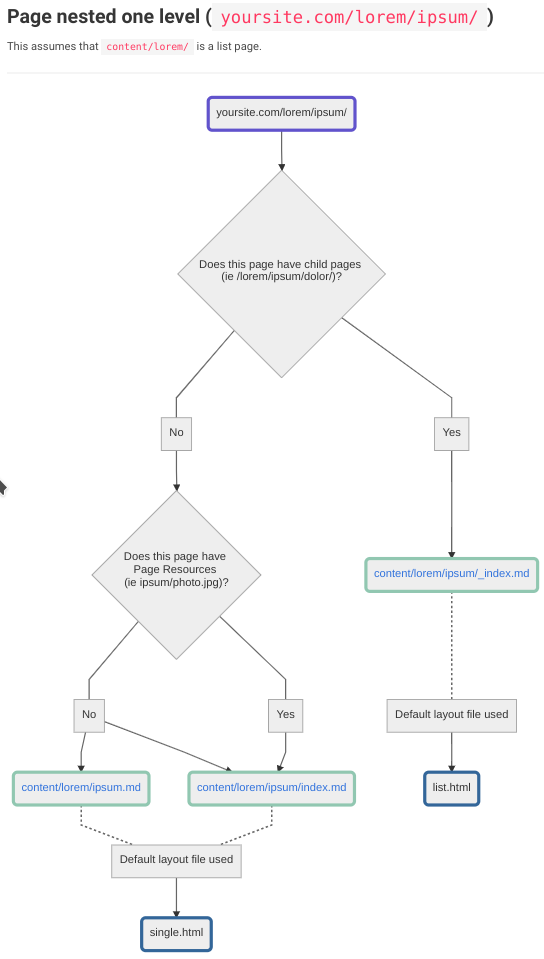 Page nested one level ( yoursite.com/lorem/ipsum/ )
This assumes that content/lorem/ is a list page.
yoursite.com/lorem/ipsum/
Does this page have child pages
(ie /lorem/ipsum/dolor/)?
No
Yes
Does this page have
Page Resources
(ie ipsum/photo.jpg)?
content/lorem/ipsum/_index.md
No
Yes
Default layout file used
content/lorem/ipsum.md
content/lorem/ipsum/index.md
list.html
Default layout file used
single.html